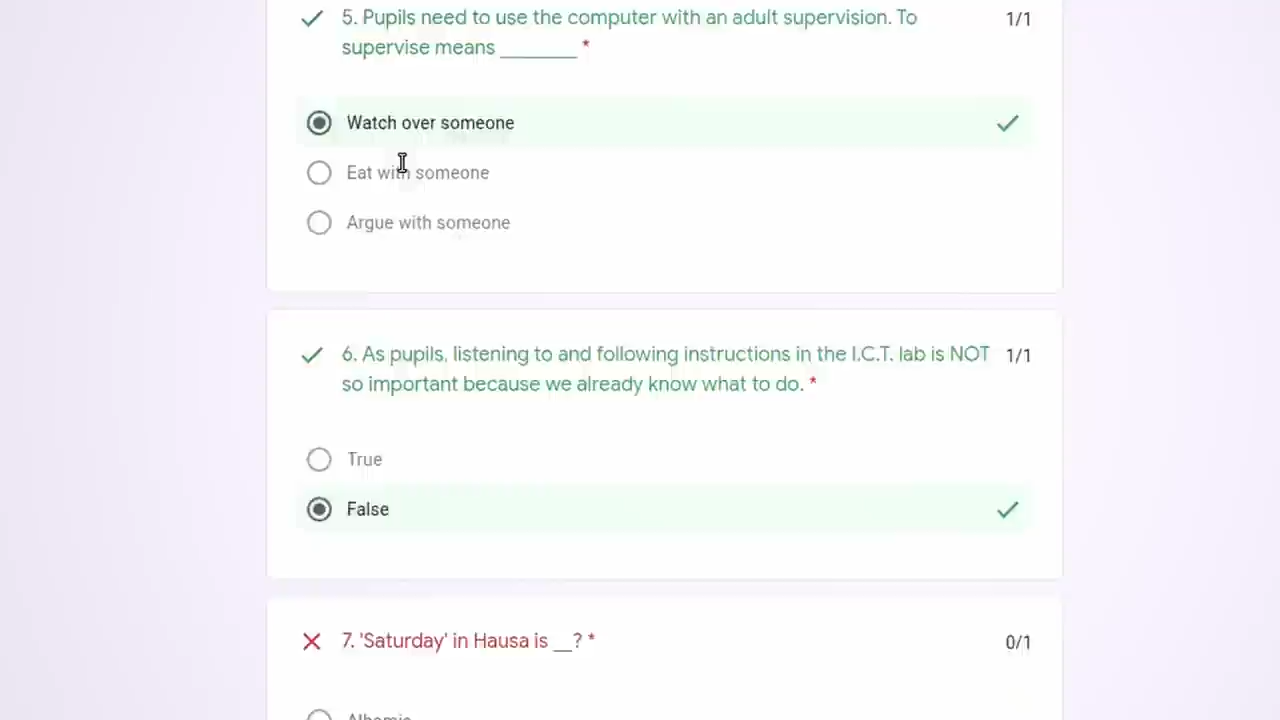 5. Pupils need to use the computer with an adult supervision. To
supervise means ________ *
1/1
Watch over someone
Eat with someone
Argue with someone
6. As pupils, listening to and following instructions in the I.C.T. lab is NOT
so important because we already know what to do. *
1/1
True
False
7. 'Saturday' in Hausa is __? *
0/1